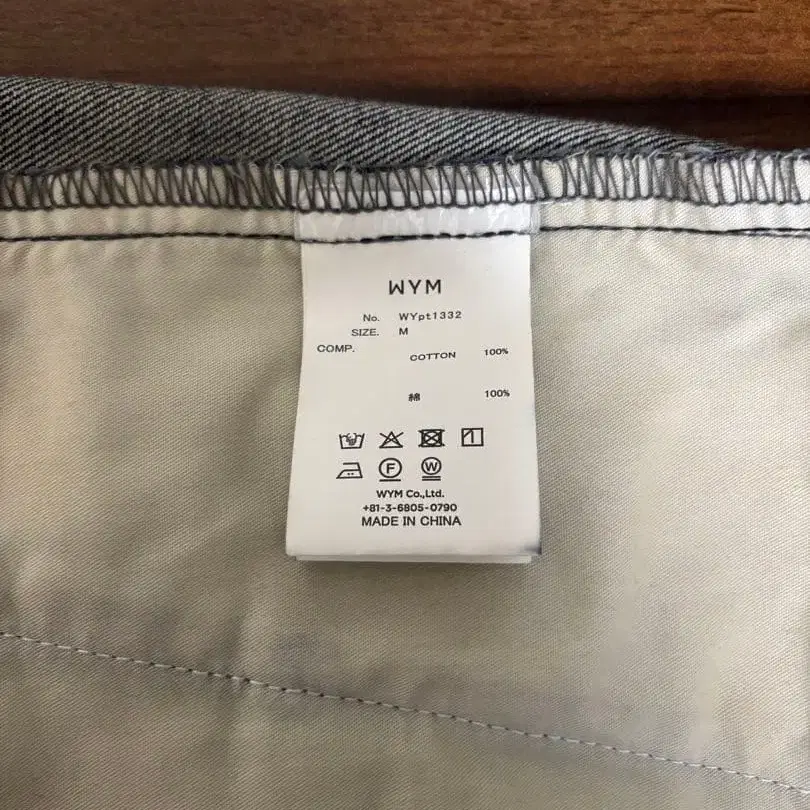 WYM
No. WYpt1332
SIZE. M
COMP. COTTON 100%
綿 100%
F W
WYM Co.,Ltd.
+81-3-6805-0790
MADE IN CHINA